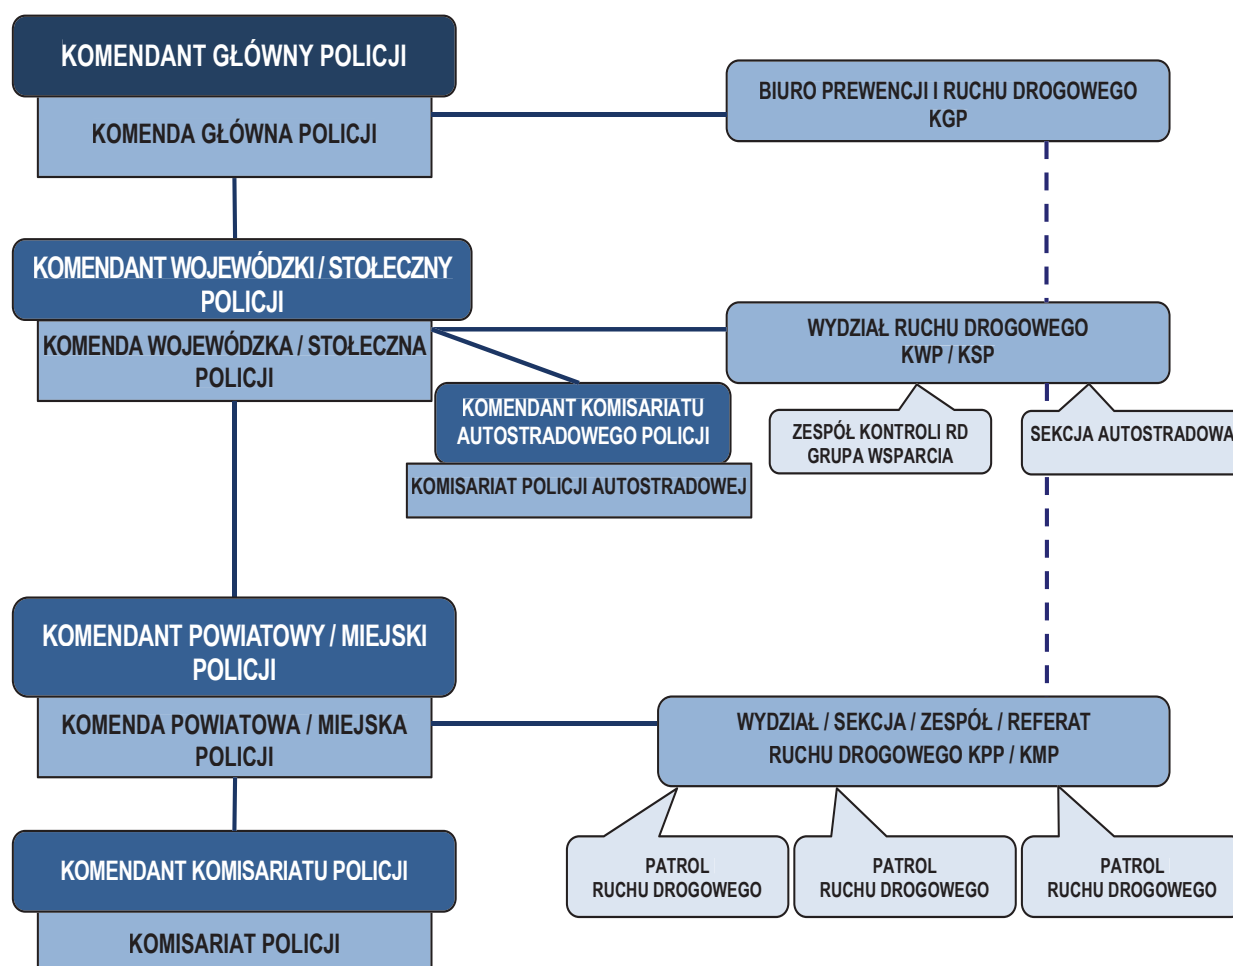 KOMENDANT GŁÓWNY POLICJI
KOMENDA GŁÓWNA POLICJI
BIURO PREWENCJI I RUCHU DROGOWEGO
KGP
KOMENDANT WOJEWÓDZKI / STOŁECZNY
POLICJI
KOMENDA WOJEWÓDZKA / STOŁECZNA
POLICJI
WYDZIAŁ RUCHU DROGOWEGO
KWP / KSP
KOMENDANT KOMISARIATU
AUTOSTRADOWEGO POLICJI
KOMISARIAT POLICJI AUTOSTRADOWEJ
ZESPÓŁ KONTROLI RD
GRUPA WSPARCIA
SEKCJA AUTOSTRADOWA
KOMENDANT POWIATOWY / MIEJSKI
POLICJI
KOMENDA POWIATOWA / MIEJSKA
POLICJI
WYDZIAŁ / SEKCJA / ZESPÓŁ / REFERAT
RUCHU DROGOWEGO KPP / KMP
KOMENDANT KOMISARIATU POLICJI
KOMISARIAT POLICJI
PATROL
RUCHU DROGOWEGO
PATROL
RUCHU DROGOWEGO
PATROL
RUCHU DROGOWEGO